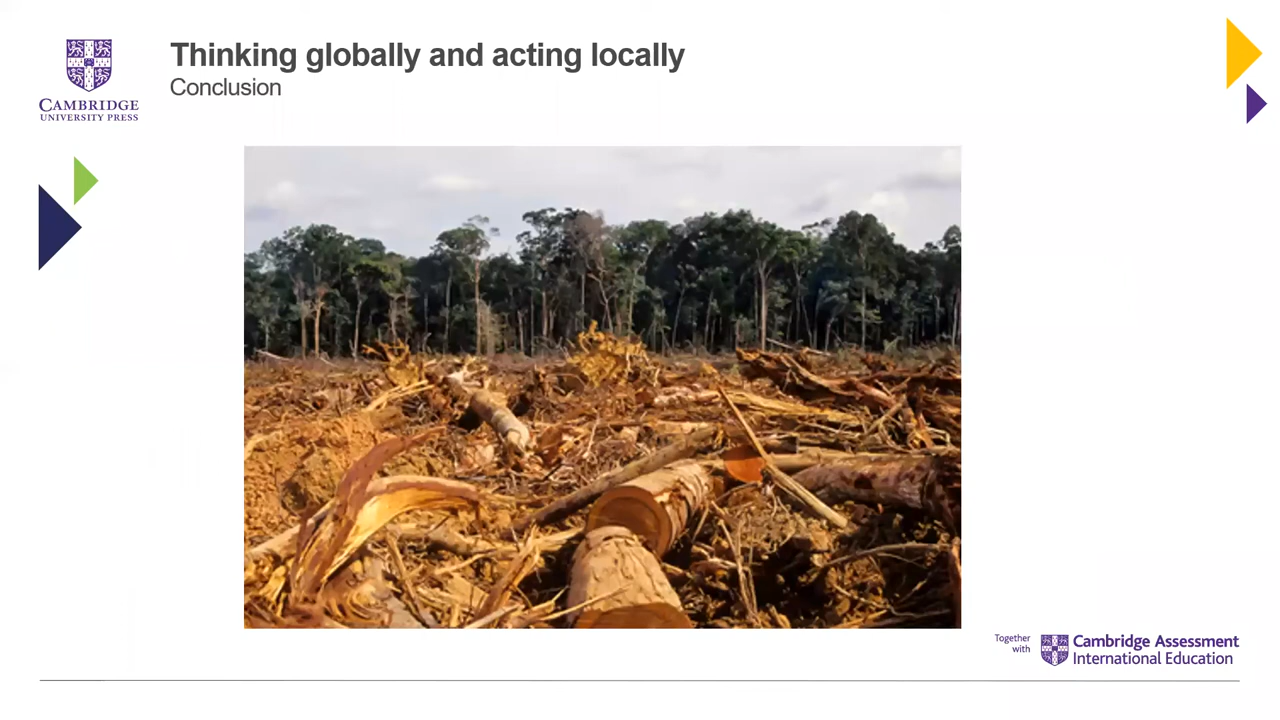 Thinking globally and acting locally
Conclusion
CAMBRIDGE
UNIVERSITY PRESS
Together
with
Cambridge Assessment
International Education